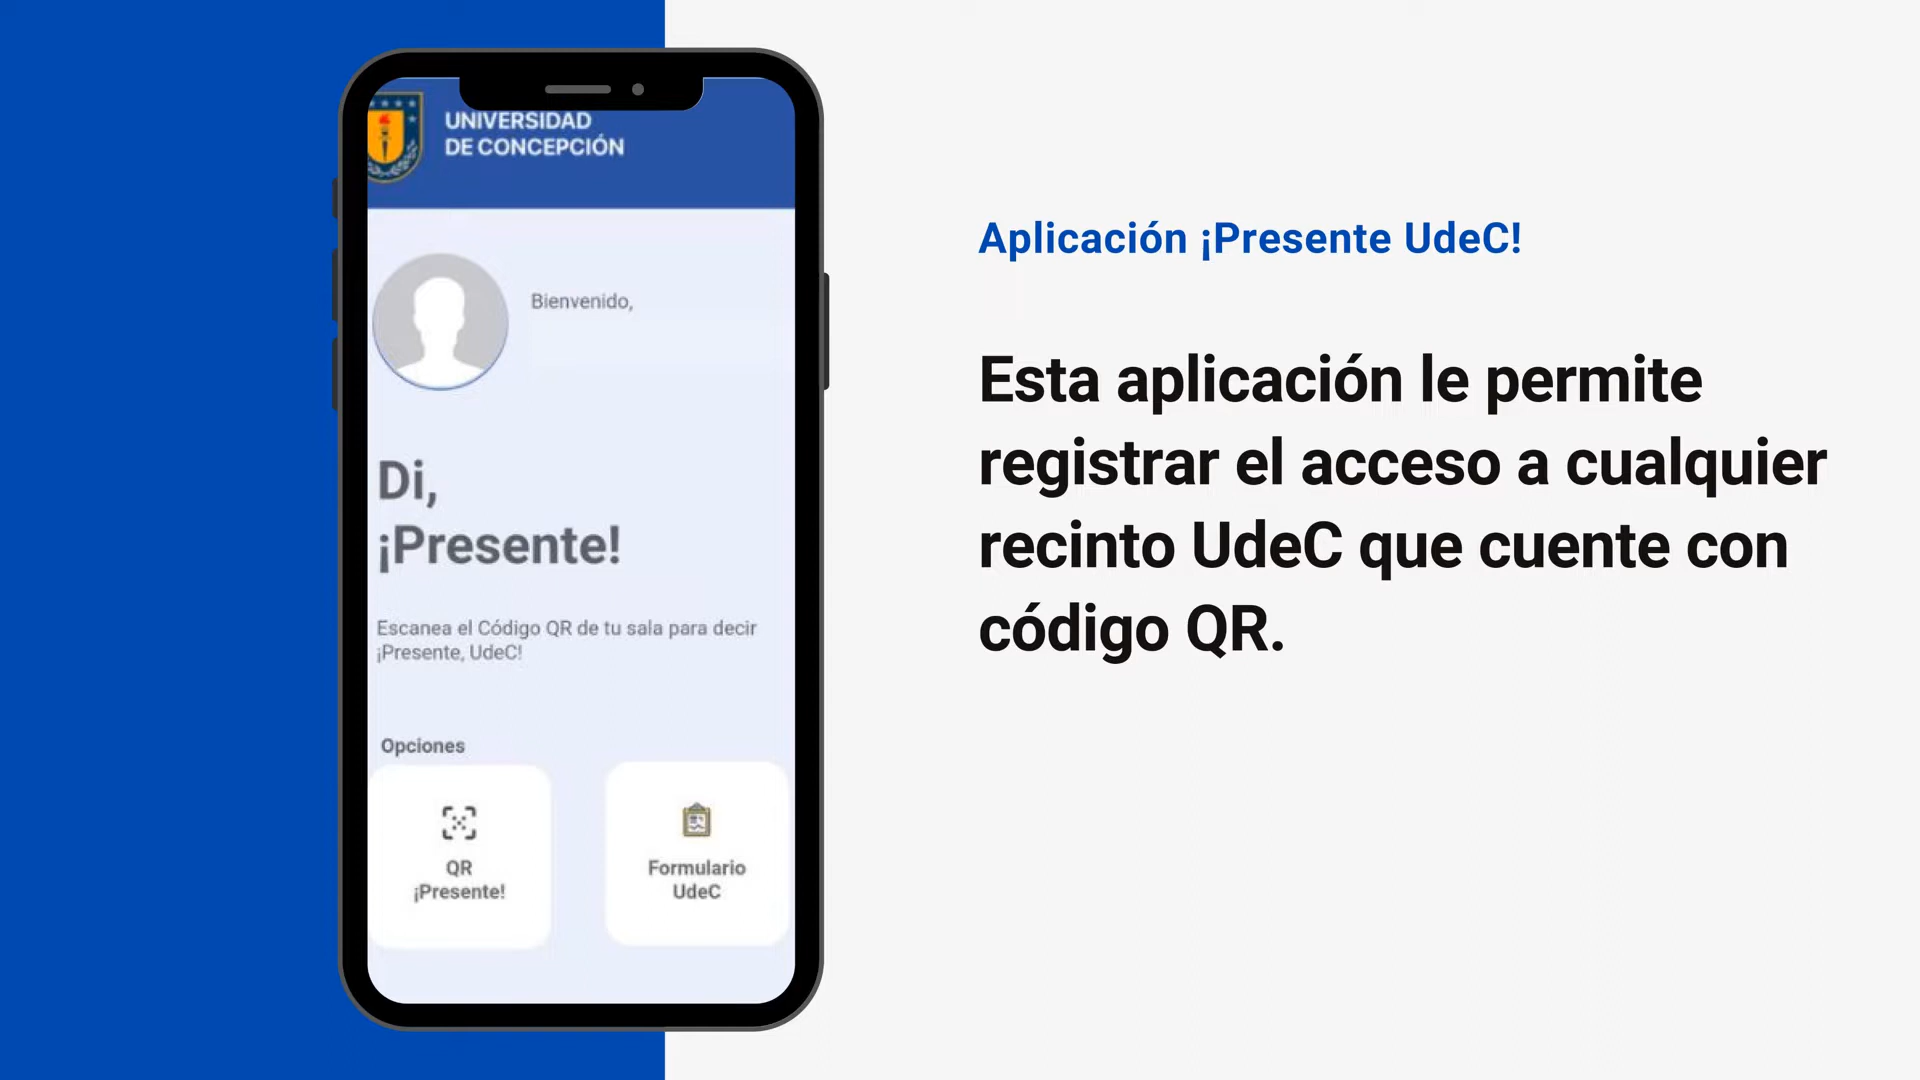 UNIVERSIDAD
DE CONCEPCIÓN
Bienvenido,
Di,
¡Presente!
Escanea el Código QR de tu sala para decir
¡Presente, UdeC!
Opciones
QR
¡Presente!
Formulario
UdeC
Aplicación ¡Presente UdeC!
Esta aplicación le permite
registrar el acceso a cualquier
recinto UdeC que cuente con
código QR.